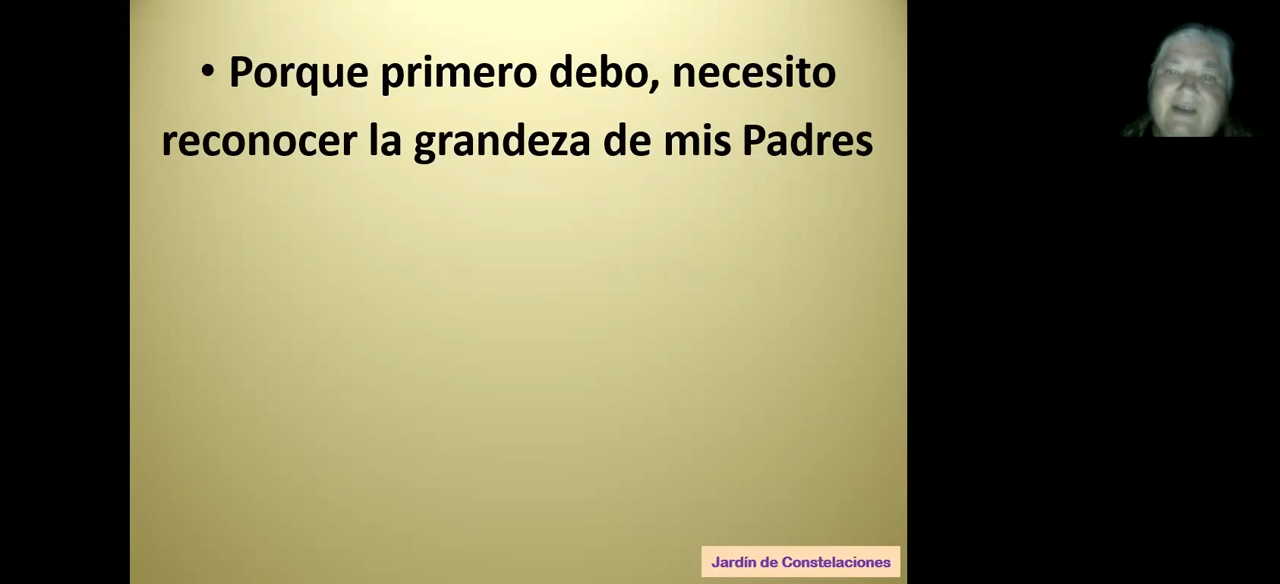 • Porque primero debo, necesito
reconocer la grandeza de mis Padres
Jardín de Constelaciones